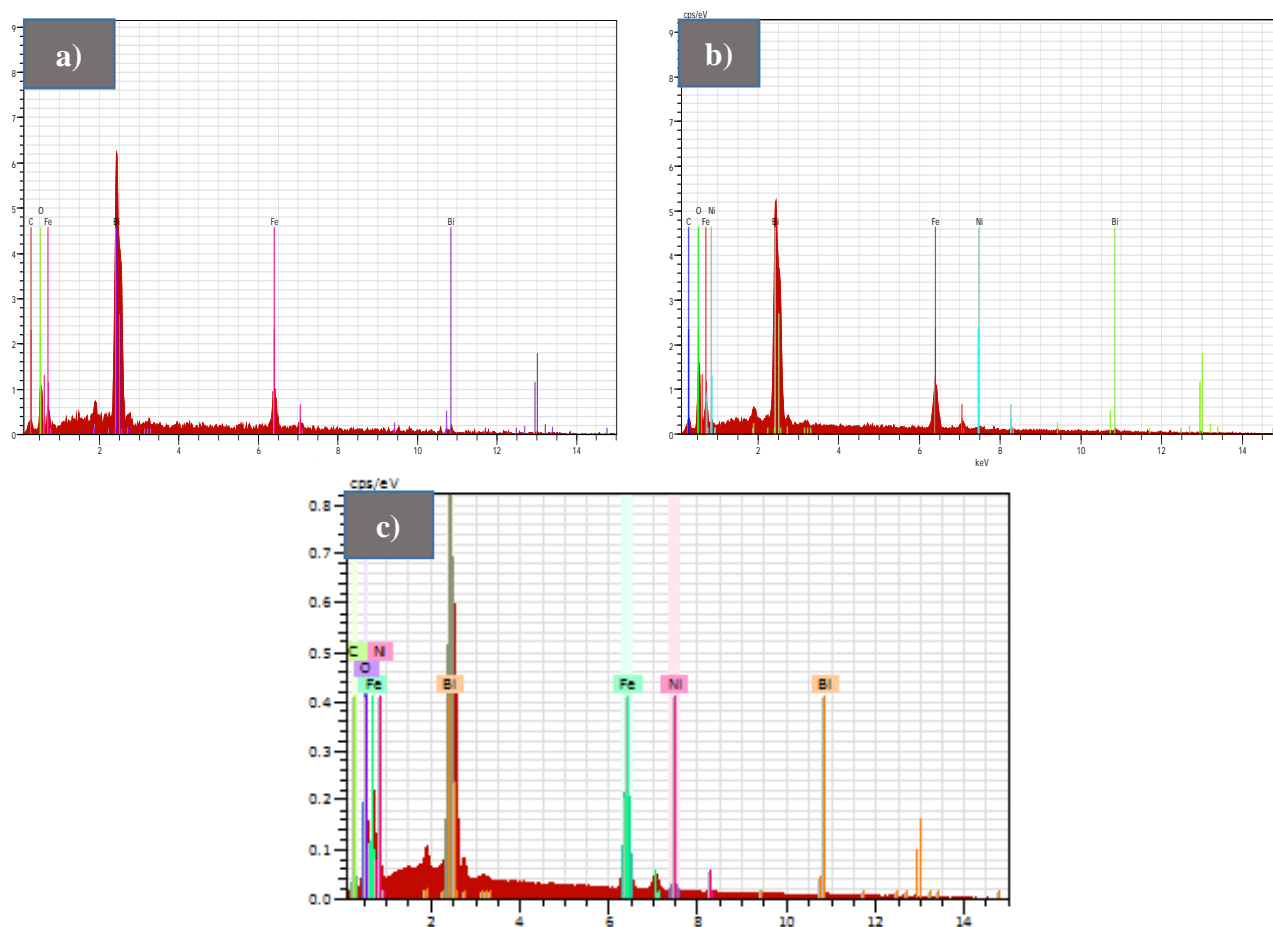 a)
9
8
7
6
5
4
3
2
1
0
O
C Fe Bi Fe Bi
2 4 6 8 10 12 14
cps/eV
b)
9
8
7
6
5
4
3
2
1
0
O Ni
C Fe Bi Fe Ni Bi
2 4 6 8 10 12 14
keV
cps/eV
c)
0.8
0.7
0.6
0.5
0.4
0.3
0.2
0.1
0.0
C Ni
O
Fe Bi Fe Ni Bi
2 4 6 8 10 12 14